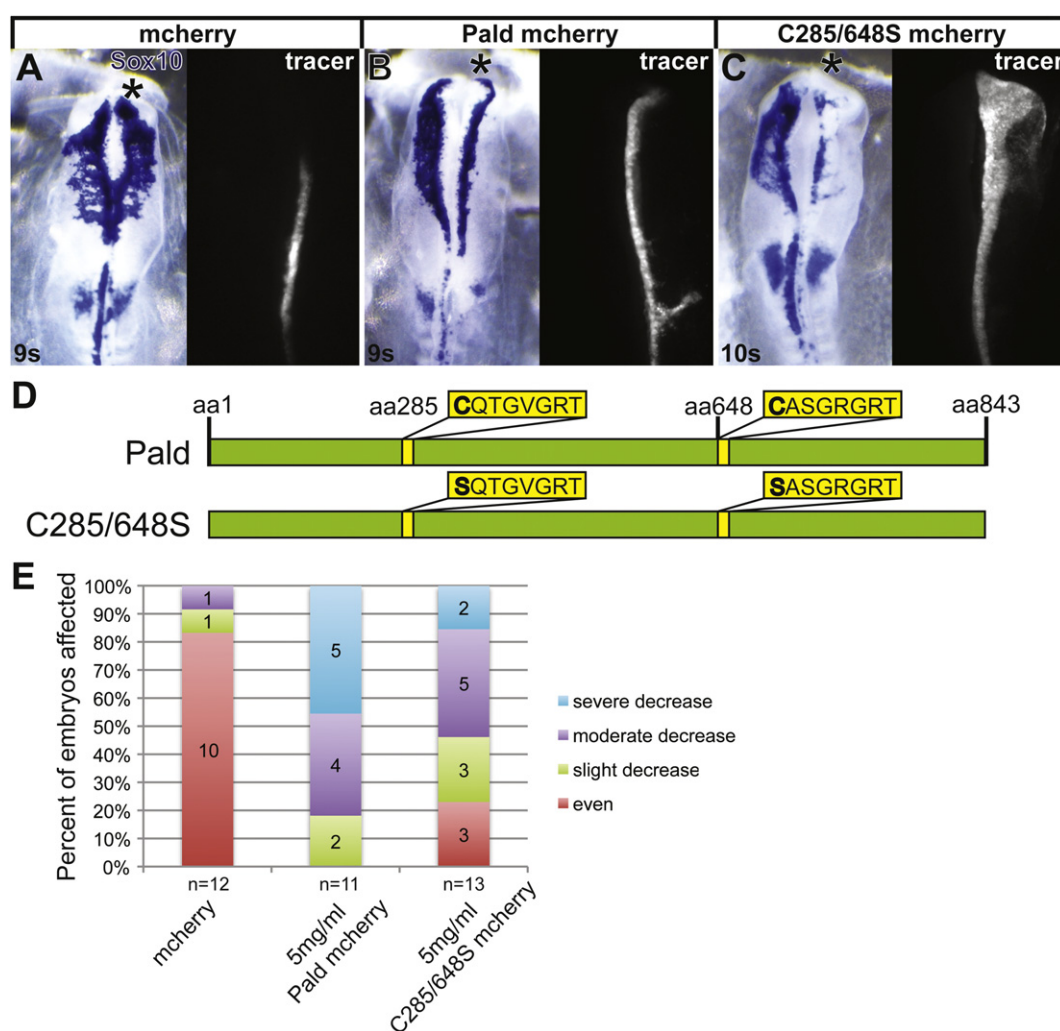 mcherry
Pald mcherry
C285/648S mcherry
A
Sox10
*
tracer
B
*
tracer
C
*
tracer
9s
9s
10s
D
aa1
aa285
CQTGVGRT
aa648
CASGRGRT
aa843
Pald
SQTGVGRT
SASGRGRT
C285/648S
E
Percent of embryos affected
100%
90%
80%
70%
60%
50%
40%
30%
20%
10%
0%
1
1
10
5
4
2
2
5
3
3
severe decrease
moderate decrease
slight decrease
even
n=12
n=11
n=13
mcherry
5mg/ml
Pald mcherry
5mg/ml
C285/648S mcherry